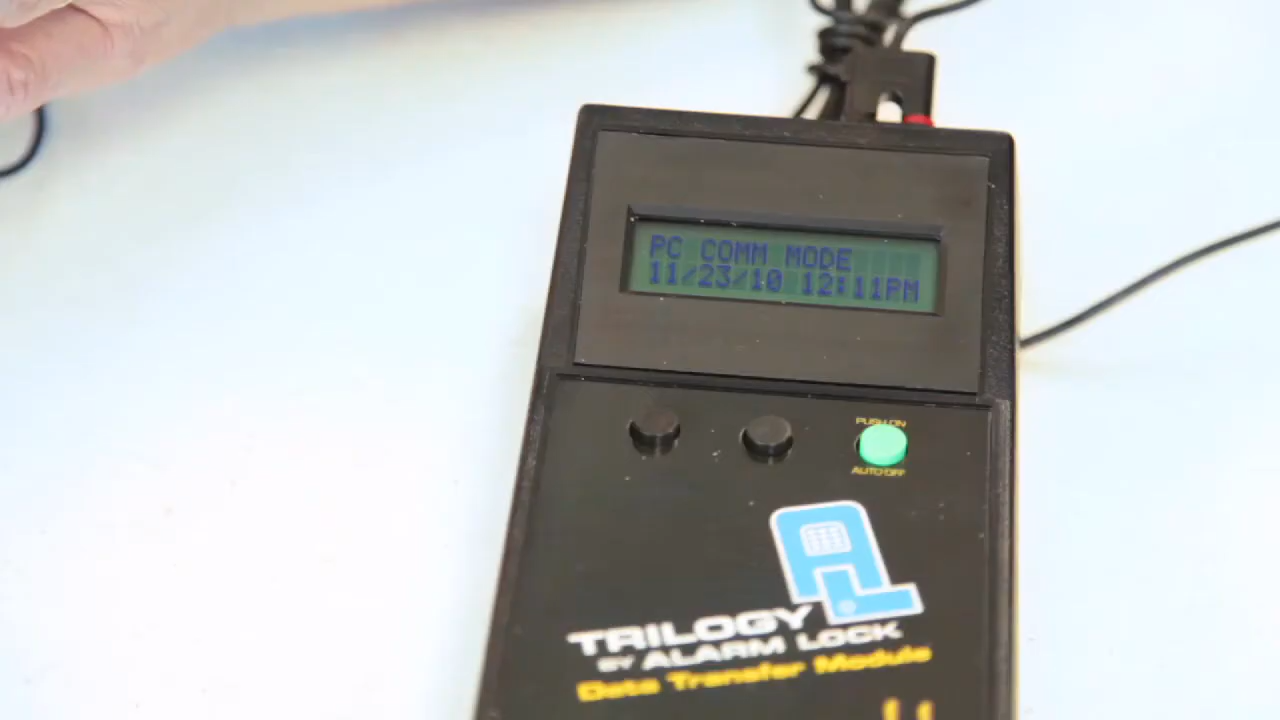 PC COMM MODE
11/23/10 12:11PM
PUSH ON
AUTO OFF
AL
TRILOGY
BY ALARM LOCK
Data Transfer Module